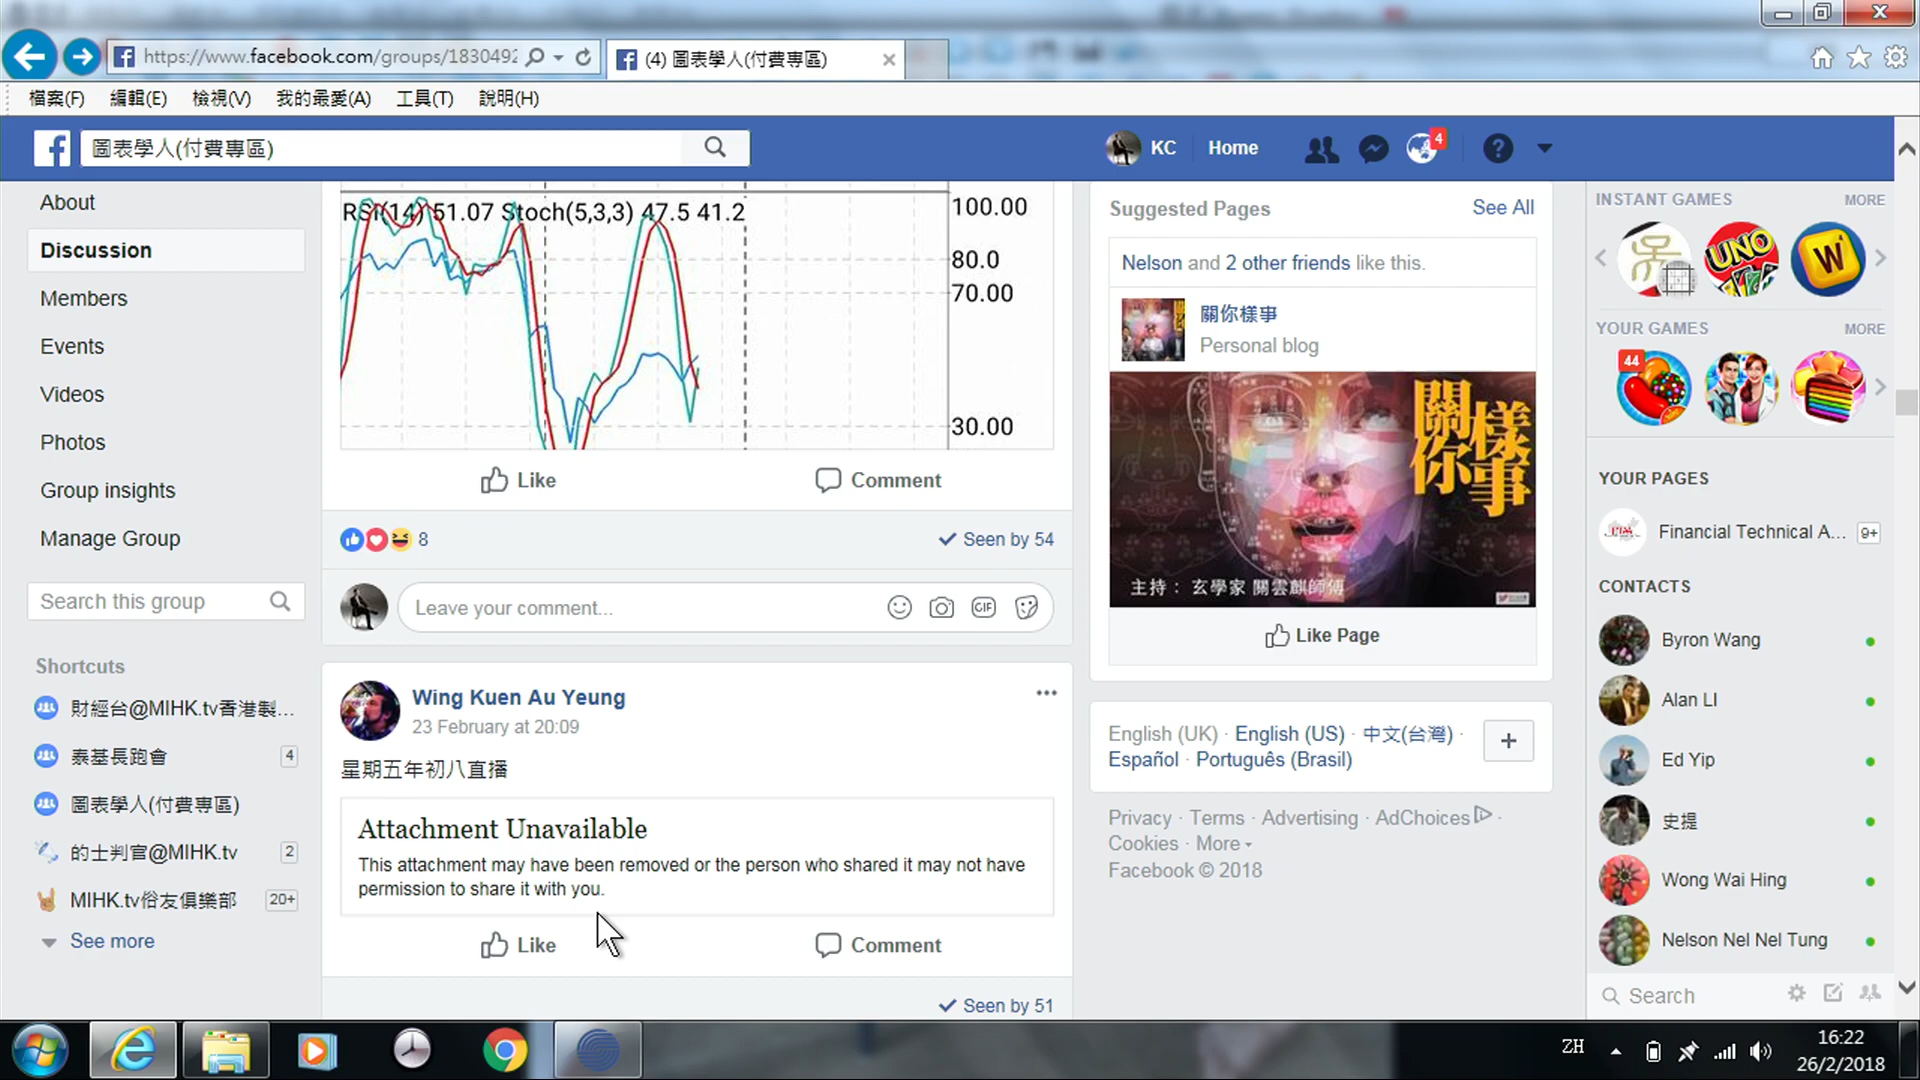 https://www.facebook.com/groups/1830492
(4) 圖表學人(付費專區)
檔案(F) 編輯(E) 檢視(V) 我的最愛(A) 工具(T) 說明(H)
圖表學人(付費專區)
KC Home 4
About
Discussion
Members
Events
Videos
Photos
Group insights
Manage Group
Search this group
Shortcuts
財經台@MIHK.tv香港製...
泰基長跑會 4
圖表學人(付費專區)
的士判官@MIHK.tv 2
MIHK.tv俗友俱樂部 20+
See more
RSI(14) 51.07 Stoch(5,3,3) 47.5 41.2
100.00
80.0
70.00
30.00
Like Comment
8 Seen by 54
Leave your comment...
GIF
Wing Kuen Au Yeung
23 February at 20:09
星期五年初八直播
Attachment Unavailable
This attachment may have been removed or the person who shared it may not have
permission to share it with you.
Like Comment
Seen by 51
Suggested Pages See All
Nelson and 2 other friends like this.
關你樣事
Personal blog
關你樣事
主持： 玄學家 關雲麒師傅
Like Page
English (UK) · English (US) · 中文(台灣) ·
Español · Português (Brasil)
Privacy · Terms · Advertising · AdChoices ·
Cookies · More
Facebook © 2018
INSTANT GAMES MORE
UNO
W
YOUR GAMES MORE
44
YOUR PAGES
Financial Technical A... 9+
CONTACTS
Byron Wang
Alan LI
Ed Yip
史提
Wong Wai Hing
Nelson Nel Nel Tung
Search
ZH
16:22
26/2/2018